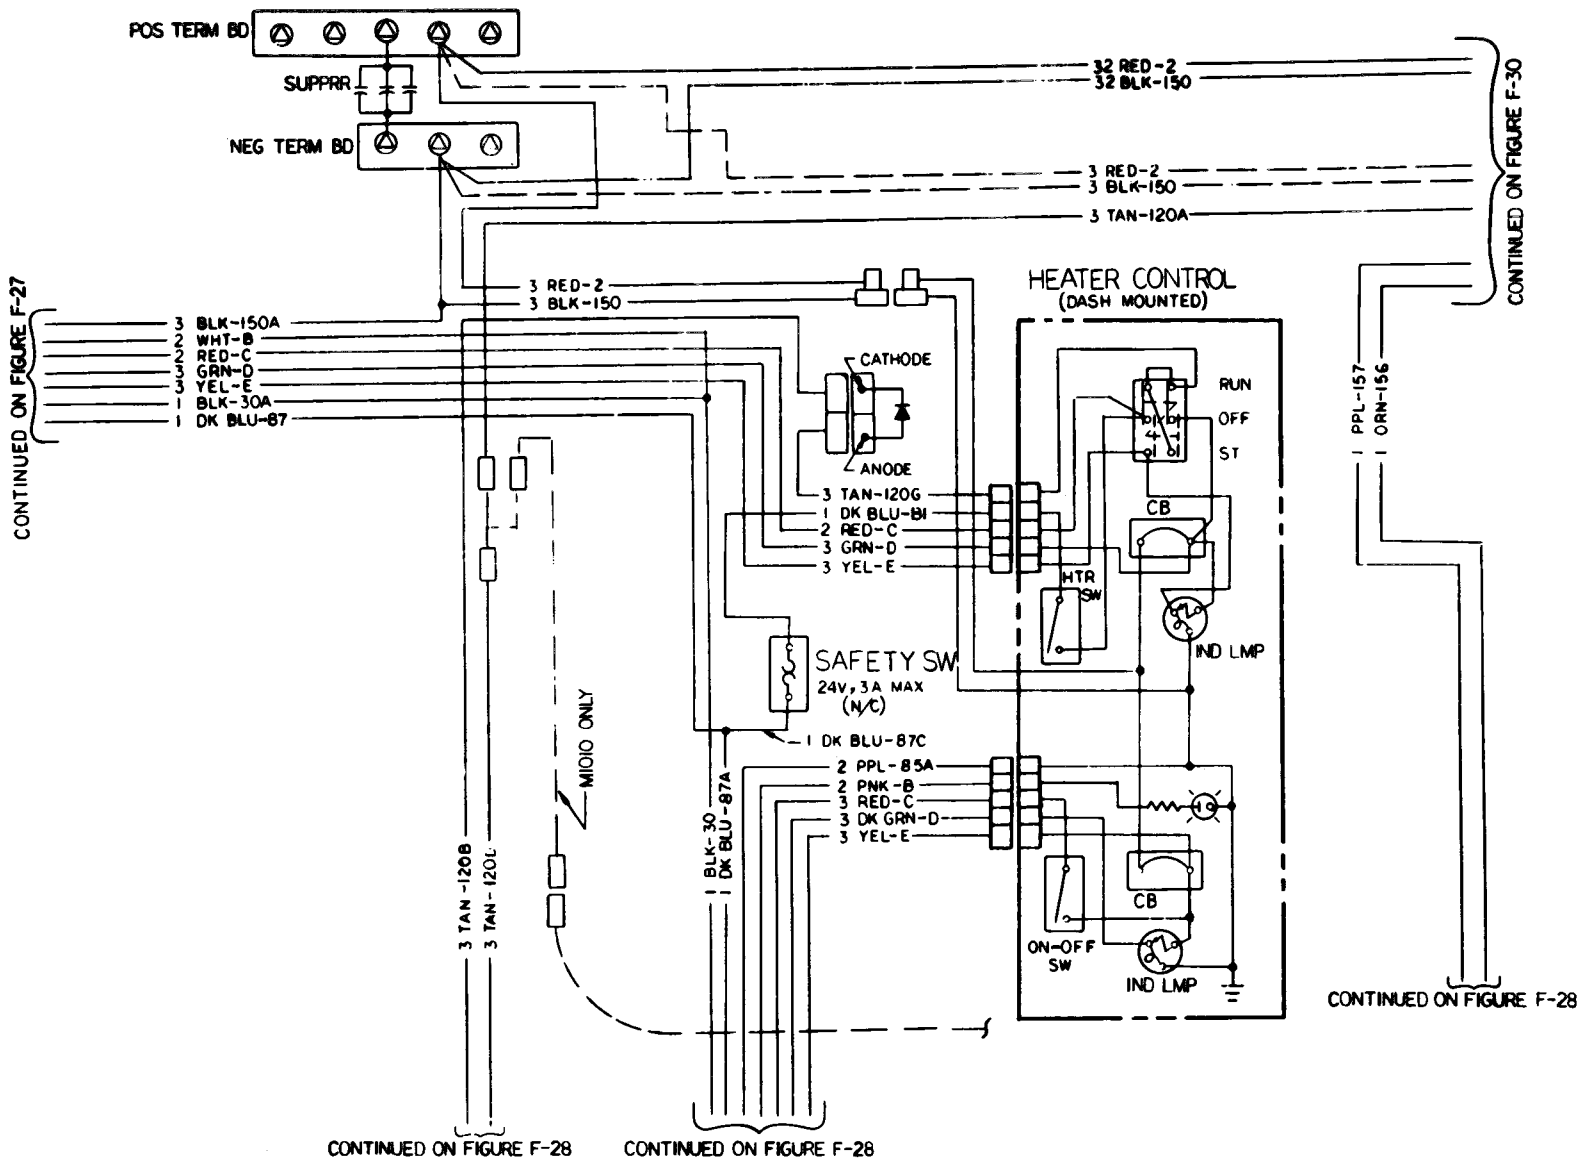 POS TERM BD
SUPPRR
NEG TERM BD
32 RED-2
32 BLK-150
3 RED-2
3 BLK-150
3 TAN-120A
CONTINUED ON FIGURE F-30
CONTINUED ON FIGURE F-27
3 RED-2
3 BLK-150
3 BLK-150A
2 WHT-B
2 RED-C
3 GRN-D
3 YEL-E
1 BLK-30A
1 DK BLU-87
HEATER CONTROL
(DASH MOUNTED)
CATHODE
ANODE
RUN
OFF
ST
CB
3 TAN-120G
1 DK BLU-B1
2 RED-C
3 GRN-D
3 YEL-E
HTR
SW
IND LMP
1 PPL-157
1 ORN-156
SAFETY SW
24V, 3A MAX
(N/C)
1 DK BLU-87C
M1010 ONLY
2 PPL-85A
2 PNK-B
3 RED-C
3 DK GRN-D
3 YEL-E
1 BLK-30
1 DK BLU-87A
3 TAN-120B
3 TAN-120
CB
ON-OFF
SW
IND LMP
CONTINUED ON FIGURE F-28
CONTINUED ON FIGURE F-28
CONTINUED ON FIGURE F-28